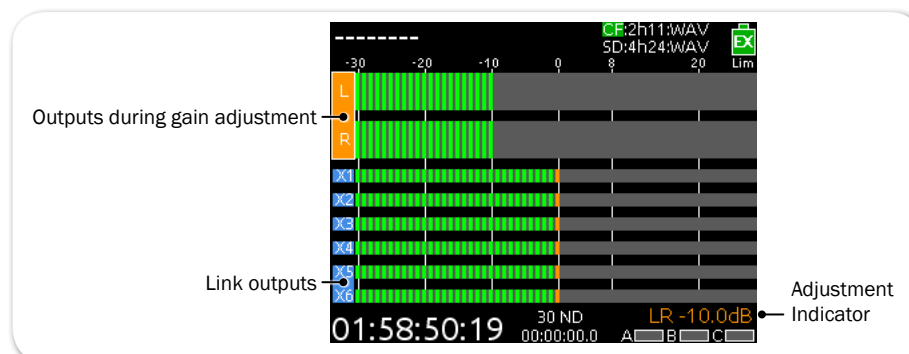 --------
CF:2h11:WAV
SD:4h24:WAV
EX
-30 -20 -10 0 8 20 Lim
L
Outputs during gain adjustment
R
X1
X2
X3
X4
X5
Link outputs
X6
Adjustment
Indicator
01:58:50:19
30 ND
00:00:00.0
LR -10.0dB
A B C